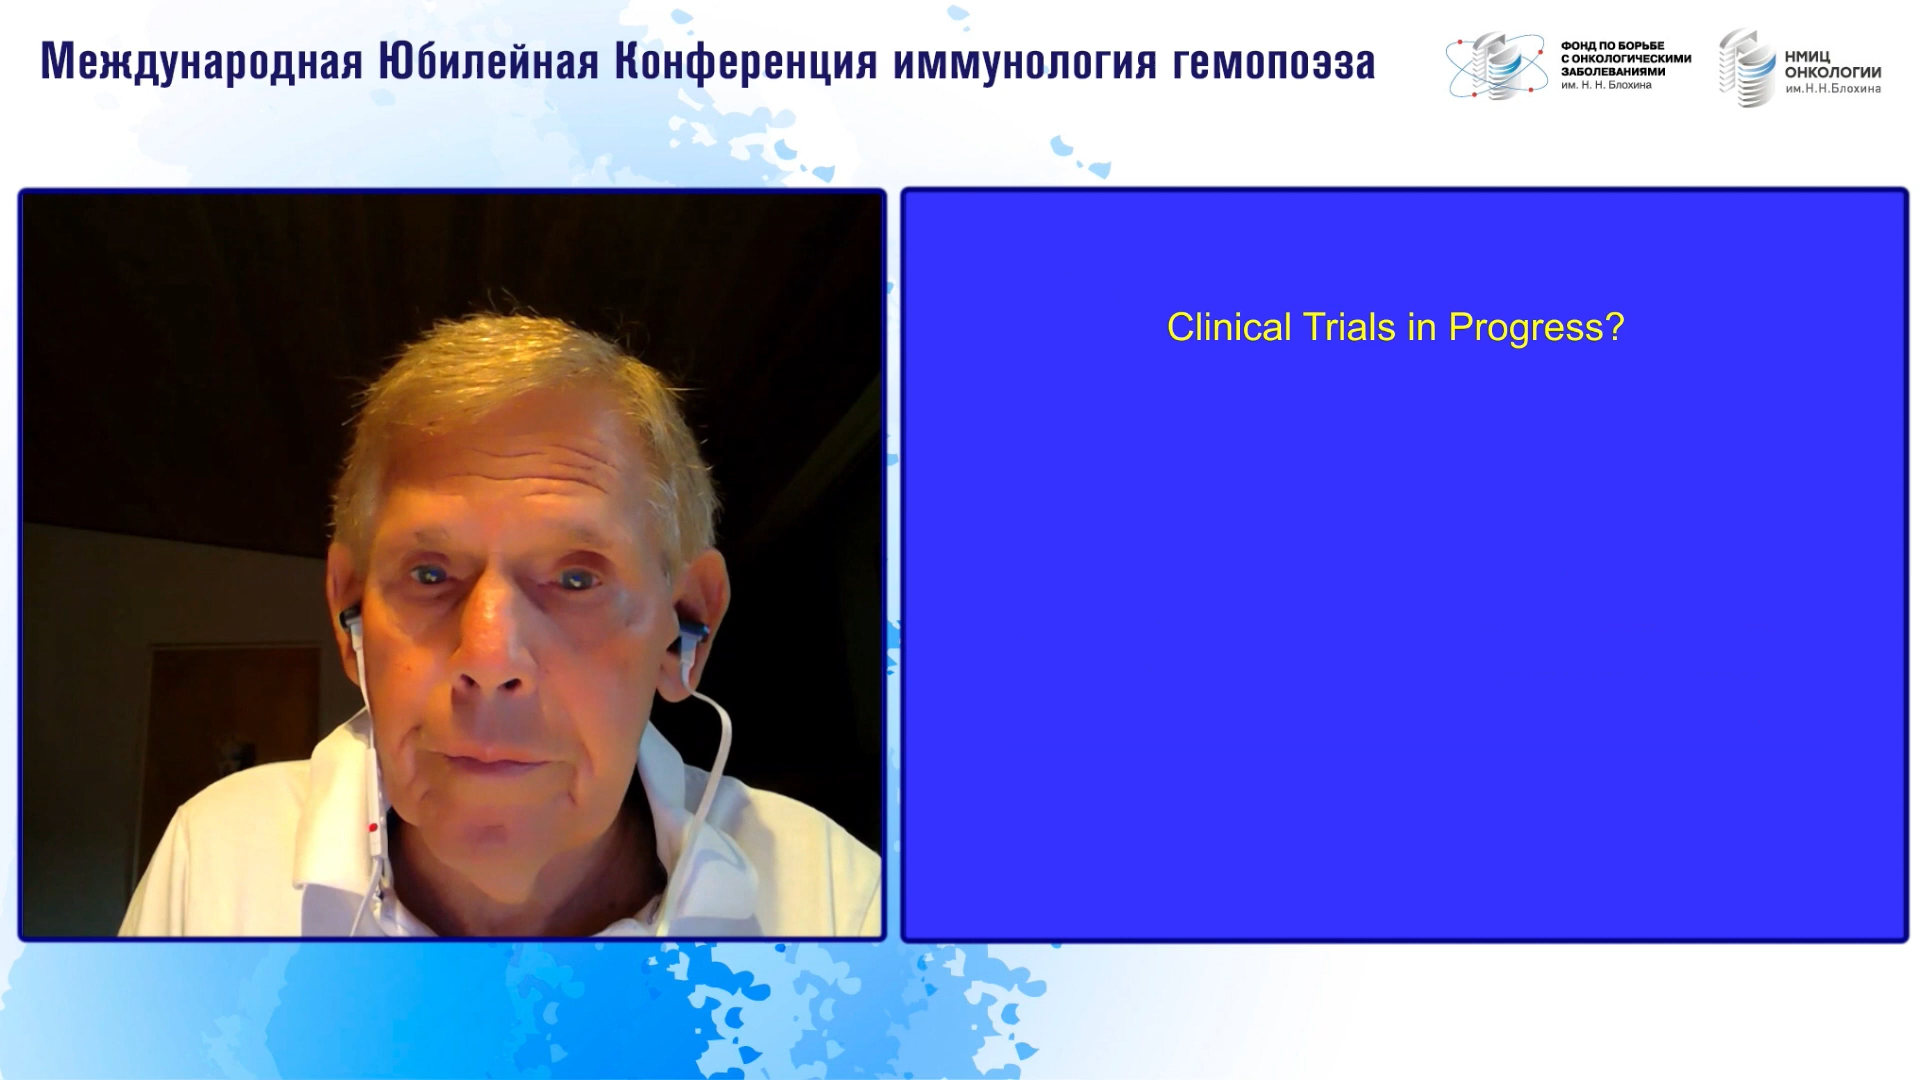 Международная Юбилейная Конференция иммунология гемопоэза
ФОНД ПО БОРЬБЕ
С ОНКОЛОГИЧЕСКИМИ
ЗАБОЛЕВАНИЯМИ
им. Н. Н. Блохина
НМИЦ
ОНКОЛОГИИ
им.Н.Н.Блохина
Clinical Trials in Progress?